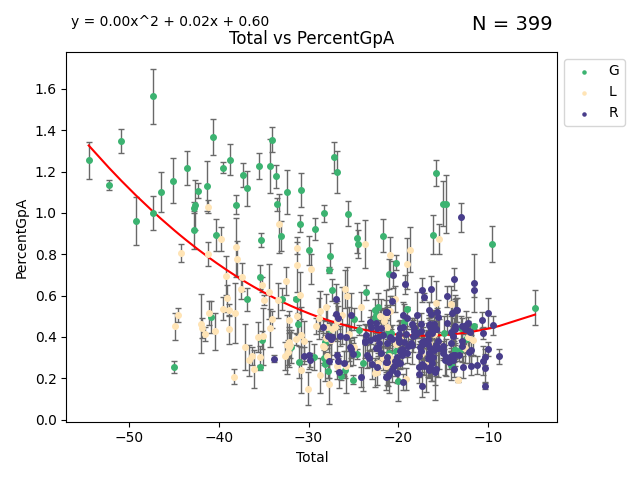 y = 0.00x^2 + 0.02x + 0.60
N = 399
Total vs PercentGpA
G
L
R
PercentGpA
1.6
1.4
1.2
1.0
0.8
0.6
0.4
0.2
0.0
−50
−40
−30
−20
−10
Total